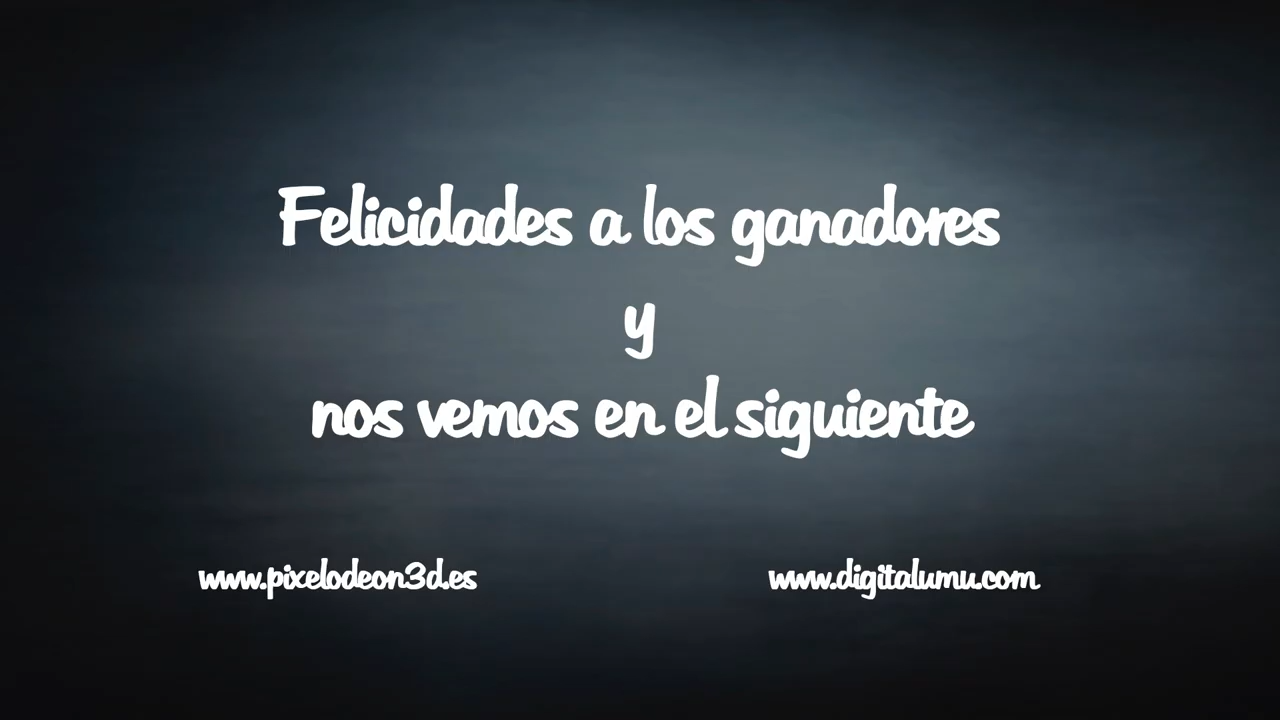 Felicidades a los ganadores
y
nos vemos en el siguiente
www.pixelodeon3d.es
www.digitalumu.com